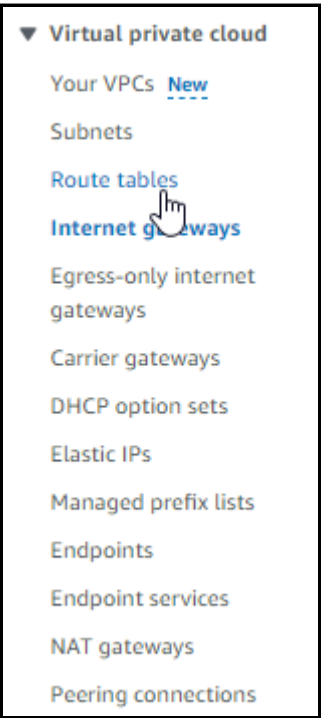 Virtual private cloud
Your VPCs New
Subnets
Route tables
Internet gateways
Egress-only internet
gateways
Carrier gateways
DHCP option sets
Elastic IPs
Managed prefix lists
Endpoints
Endpoint services
NAT gateways
Peering connections